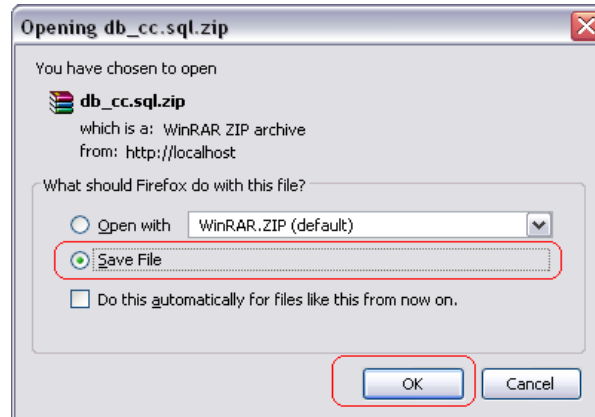 Opening db_cc.sql.zip
You have chosen to open
db_cc.sql.zip
which is a: WinRAR ZIP archive
from: http://localhost
What should Firefox do with this file?
Open with WinRAR.ZIP (default)
Save File
Do this automatically for files like this from now on.
OK Cancel